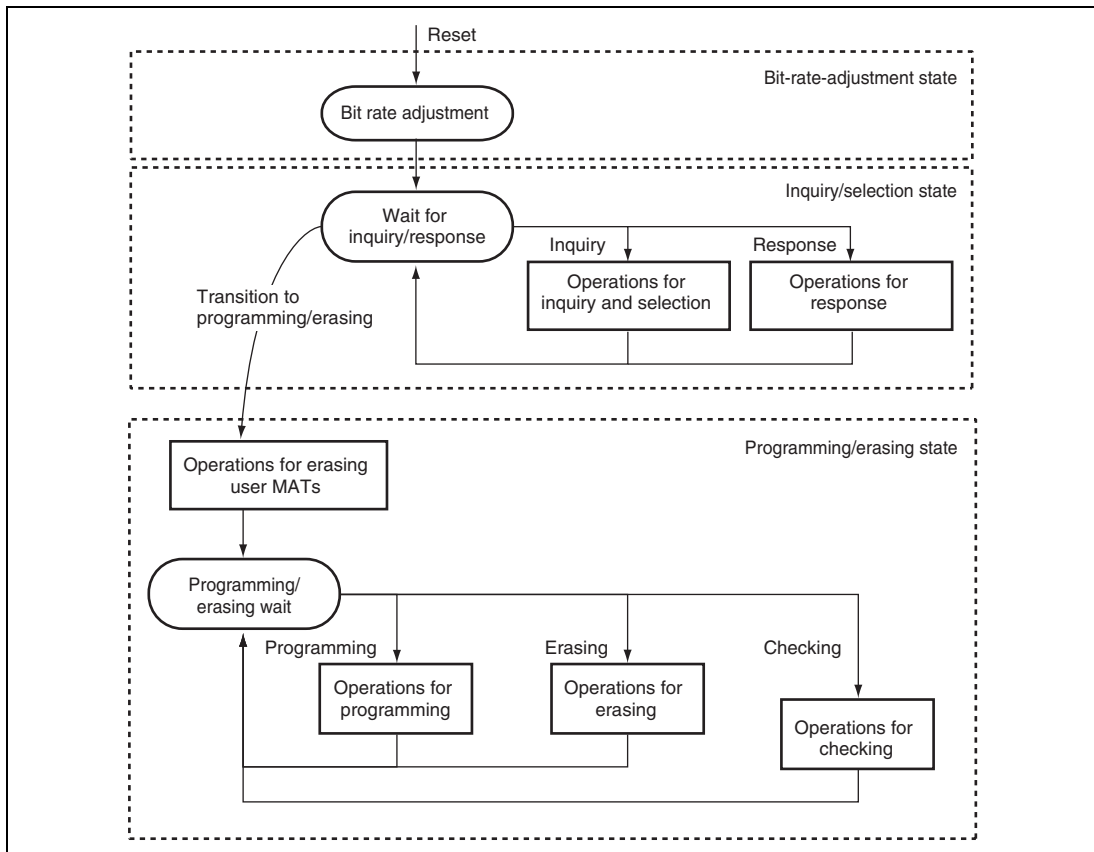 Reset
Bit-rate-adjustment state
Bit rate adjustment
Inquiry/selection state
Wait for
inquiry/response
Inquiry
Response
Operations for
inquiry and selection
Operations for
response
Transition to
programming/erasing
Programming/erasing state
Operations for erasing
user MATs
Programming/
erasing wait
Programming
Erasing
Checking
Operations for
programming
Operations for
erasing
Operations for
checking